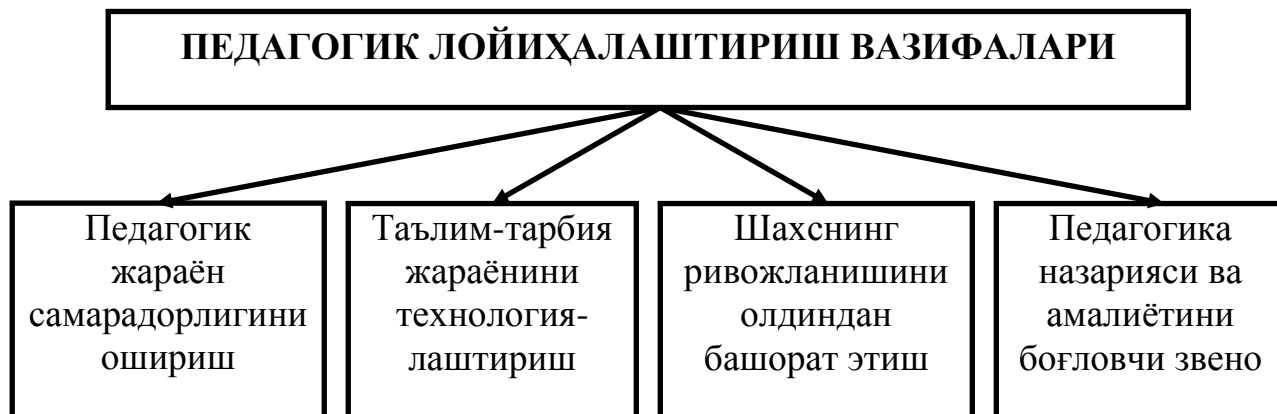 ПЕДАГОГИК ЛОЙИҲАЛАШТИРИШ ВАЗИФАЛАРИ
Педагогик
жараён
самарадорлигини
ошириш
Таълим-тарбия
жараёнини
технология-
лаштириш
Шахснинг
ривожланишини
олдиндан
башорат этиш
Педагогика
назарияси ва
амалиётини
боғловчи звено